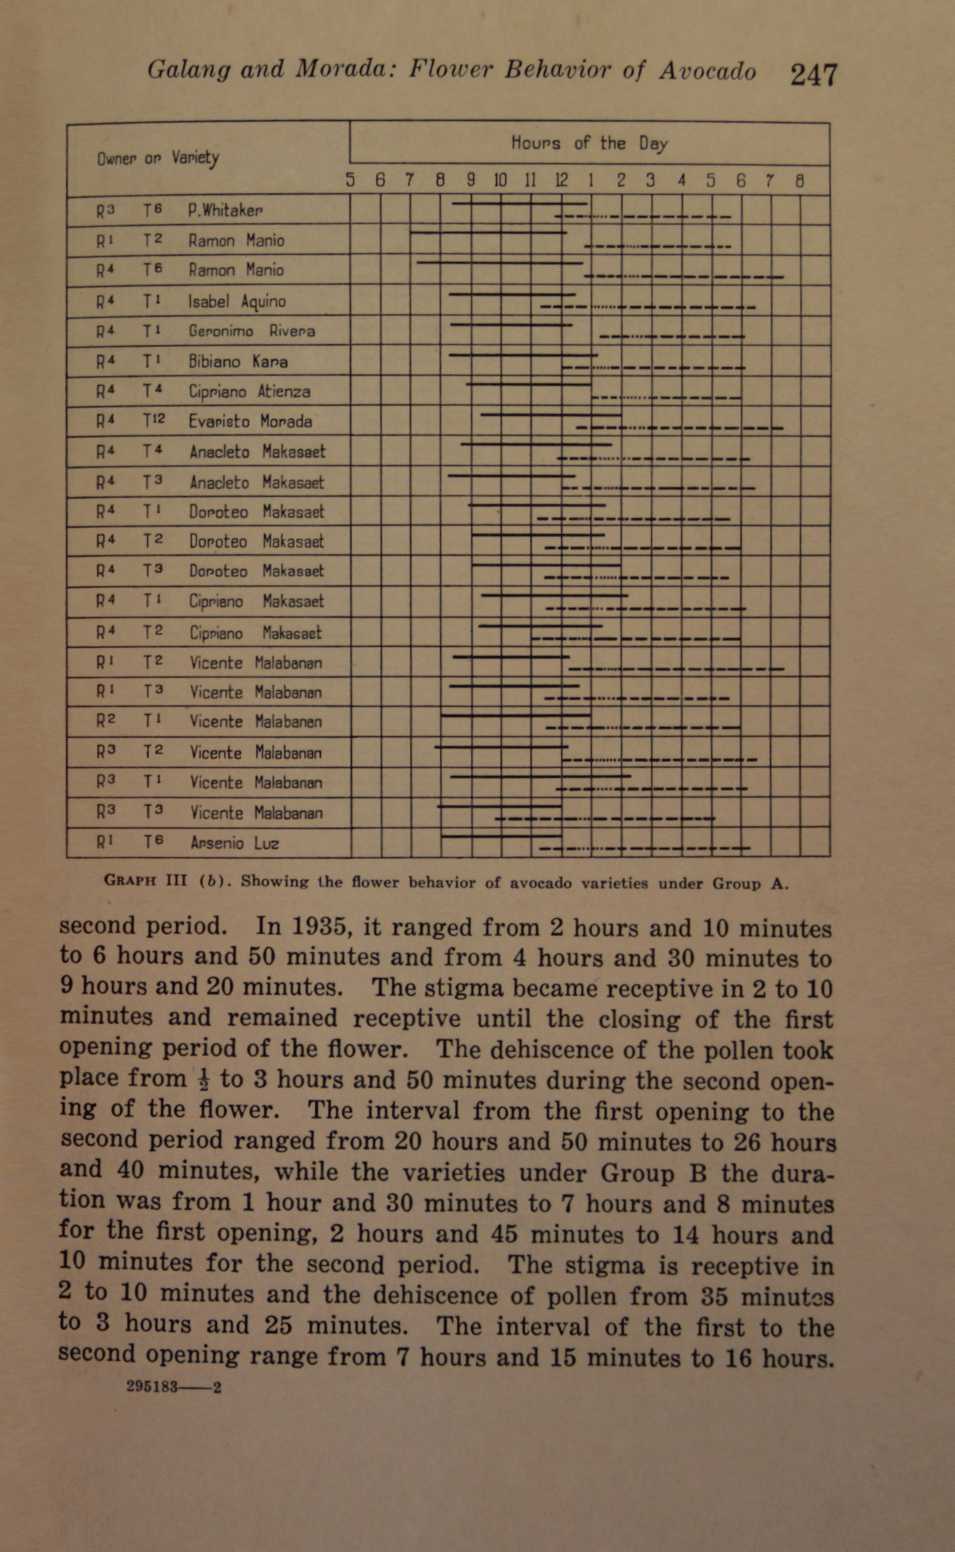 Galang and Morada: Flower Behavior of Avocado 247
Owner or Variety
Hours of the Day
5 6 7 8 9 10 11 12 1 2 3 4 5 6 7 8
R3 T6 P.Whitaker
R1 T2 Ramon Manio
R4 T6 Ramon Manio
R4 T1 Isabel Aquino
R4 T1 Geronimo Rivera
R4 T1 Bibiano Kara
R4 T4 Cipriano Atienza
R4 T12 Evaristo Morada
R4 T4 Anacleto Makasaet
R4 T3 Anacleto Makasaet
R4 T1 Doroteo Makasaet
R4 T2 Doroteo Makasaet
R4 T3 Doroteo Makasaet
R4 T1 Cipriano Makasaet
R4 T2 Cipriano Makasaet
R1 T2 Vicente Malabanan
R1 T3 Vicente Malabanan
R2 T1 Vicente Malabanan
R3 T2 Vicente Malabanan
R3 T1 Vicente Malabanan
R3 T3 Vicente Malabanan
R1 T6 Arsenio Luz
GRAPH III (b). Showing the flower behavior of avocado varieties under Group A.
second period. In 1935, it ranged from 2 hours and 10 minutes
to 6 hours and 50 minutes and from 4 hours and 30 minutes to
9 hours and 20 minutes. The stigma became receptive in 2 to 10
minutes and remained receptive until the closing of the first
opening period of the flower. The dehiscence of the pollen took
place from ½ to 3 hours and 50 minutes during the second open-
ing of the flower. The interval from the first opening to the
second period ranged from 20 hours and 50 minutes to 26 hours
and 40 minutes, while the varieties under Group B the dura-
tion was from 1 hour and 30 minutes to 7 hours and 8 minutes
for the first opening, 2 hours and 45 minutes to 14 hours and
10 minutes for the second period. The stigma is receptive in
2 to 10 minutes and the dehiscence of pollen from 35 minutes
to 3 hours and 25 minutes. The interval of the first to the
second opening range from 7 hours and 15 minutes to 16 hours.
295183——2